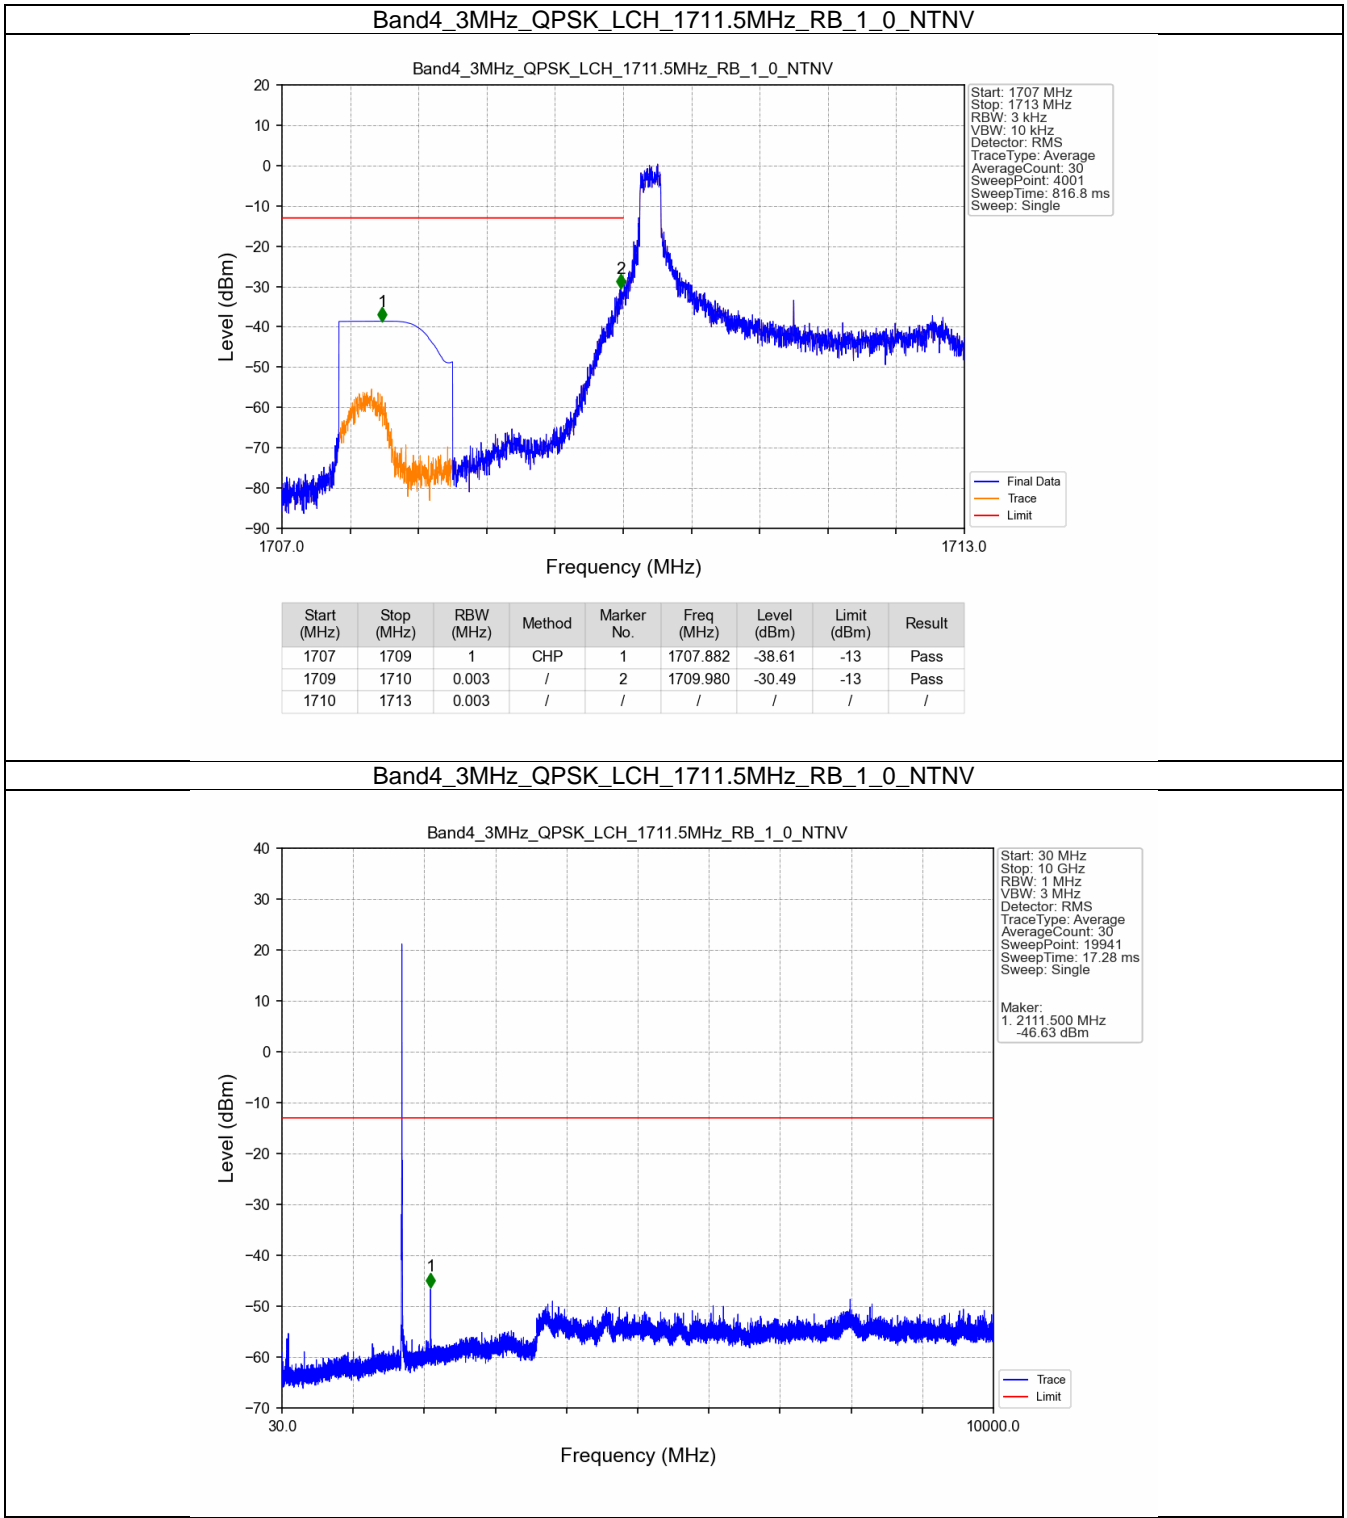 Band4_3MHz_QPSK_LCH_1711.5MHz_RB_1_0_NTNV
Band4_3MHz_QPSK_LCH_1711.5MHz_RB_1_0_NTNV
20
10
0
−10
−20
−30
−40
−50
−60
−70
−80
−90
Level (dBm)
1
2
1707.0
1713.0
Frequency (MHz)
Start: 1707 MHz
Stop: 1713 MHz
RBW: 3 kHz
VBW: 10 kHz
Detector: RMS
TraceType: Average
AverageCount: 30
SweepPoint: 4001
SweepTime: 816.8 ms
Sweep: Single
Final Data
Trace
Limit
Start (MHz) Stop (MHz) RBW (MHz) Method Marker No. Freq (MHz) Level (dBm) Limit (dBm) Result
1707 1709 1 CHP 1 1707.882 -38.61 -13 Pass
1709 1710 0.003 / 2 1709.980 -30.49 -13 Pass
1710 1713 0.003 / / / / / /
Band4_3MHz_QPSK_LCH_1711.5MHz_RB_1_0_NTNV
Band4_3MHz_QPSK_LCH_1711.5MHz_RB_1_0_NTNV
40
30
20
10
0
−10
−20
−30
−40
−50
−60
−70
Level (dBm)
1
30.0
10000.0
Frequency (MHz)
Start: 30 MHz
Stop: 10 GHz
RBW: 1 MHz
VBW: 3 MHz
Detector: RMS
TraceType: Average
AverageCount: 30
SweepPoint: 19941
SweepTime: 17.28 ms
Sweep: Single
Maker:
1. 2111.500 MHz
-46.63 dBm
Trace
Limit